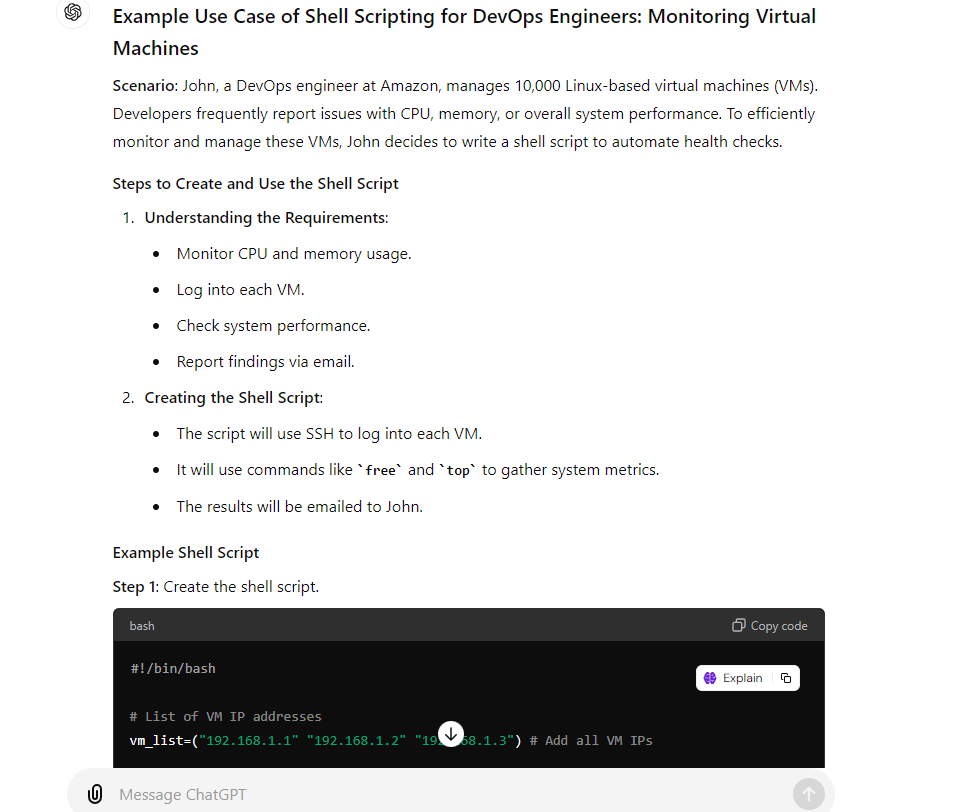 Example Use Case of Shell Scripting for DevOps Engineers: Monitoring Virtual
Machines
Scenario: John, a DevOps engineer at Amazon, manages 10,000 Linux-based virtual machines (VMs).
Developers frequently report issues with CPU, memory, or overall system performance. To efficiently
monitor and manage these VMs, John decides to write a shell script to automate health checks.
Steps to Create and Use the Shell Script
1. Understanding the Requirements:
• Monitor CPU and memory usage.
• Log into each VM.
• Check system performance.
• Report findings via email.
2. Creating the Shell Script:
• The script will use SSH to log into each VM.
• It will use commands like `free` and `top` to gather system metrics.
• The results will be emailed to John.
Example Shell Script
Step 1: Create the shell script.
bash Copy code
#!/bin/bash
Explain
# List of VM IP addresses
vm_list=("192.168.1.1" "192.168.1.2" "19 68.1.3") # Add all VM IPs
Message ChatGPT